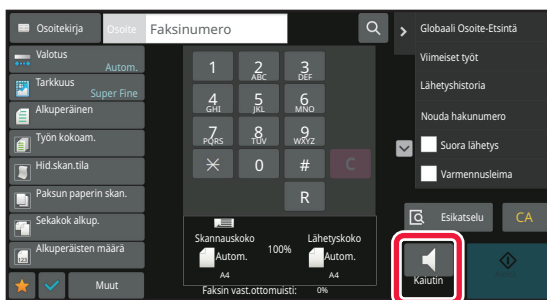 Osoitekirja
Osoite
Faksinumero
Globaali Osoite-Etsintä
Valotus
Autom.
Viimeiset työt
Tarkkuus
Super Fine
Lähetyshistoria
Alkuperäinen
Nouda hakunumero
Työn kokoam.
Suora lähetys
Hid.skan.tila
Varmennusleima
Paksun paperin skan.
Sekakok alkup.
Alkuperäisten määrä
Muut
1
2
ABC
3
DEF
4
GHI
5
JKL
6
MNO
7
PQRS
8
TUV
9
WXYZ
0
#
C
R
Skannauskoko
Autom.
A4
100%
Lähetyskoko
Autom.
A4
Faksin vast.ottomuisti: 0%
Esikatselu
CA
Kaiutin